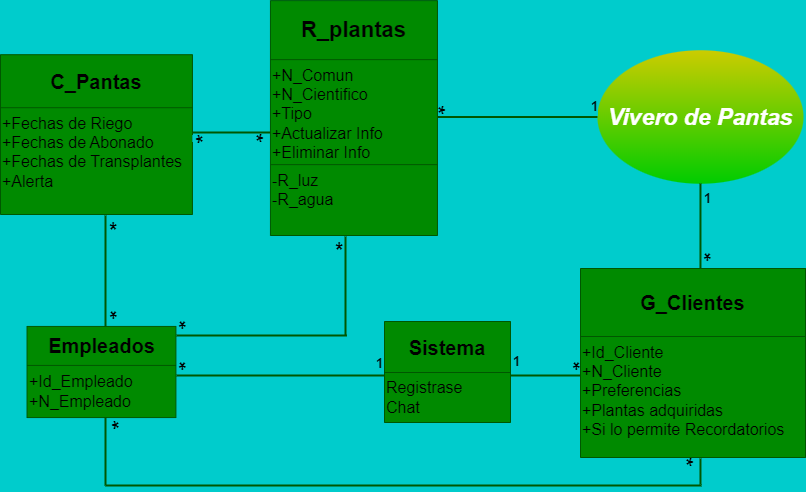 R_plantas
+N_Comun
+N_Cientifico
+Tipo
+Actualizar Info
+Eliminar Info
-R_luz
-R_agua
C_Pantas
+Fechas de Riego
+Fechas de Abonado
+Fechas de Transplantes
+Alerta
* *
* 1
Vivero de Pantas
1
*
*
*
*
*
Empleados
+Id_Empleado
+N_Empleado
* 1
Sistema
Registrase
Chat
1 *
G_Clientes
+Id_Cliente
+N_Cliente
+Preferencias
+Plantas adquiridas
+Si lo permite Recordatorios
*
*